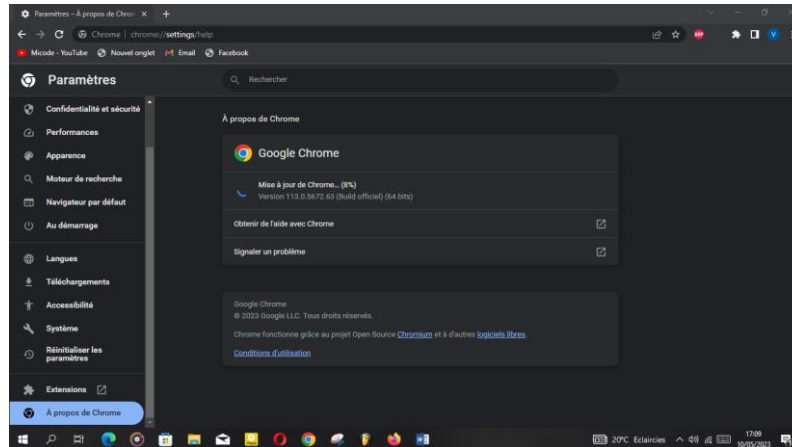 Paramètres – À propos de Chror
Chrome | chrome://settings/help
Micode - YouTube
Nouvel onglet
Email
Facebook
ABP
V
Paramètres
Rechercher
Confidentialité et sécurité
Performances
Apparence
Moteur de recherche
Navigateur par défaut
Au démarrage
Langues
Téléchargements
Accessibilité
Système
Réinitialiser les
paramètres
Extensions
À propos de Chrome
À propos de Chrome
Google Chrome
Mise à jour de Chrome… (8%)
Version 113.0.5672.63 (Build officiel) (64 bits)
Obtenir de l'aide avec Chrome
Signaler un problème
Google Chrome
© 2023 Google LLC. Tous droits réservés.
Chrome fonctionne grâce au projet Open Source Chromium et à d'autres logiciels libres.
Conditions d'utilisation
20°C Eclaircies
17:09
10/05/2023